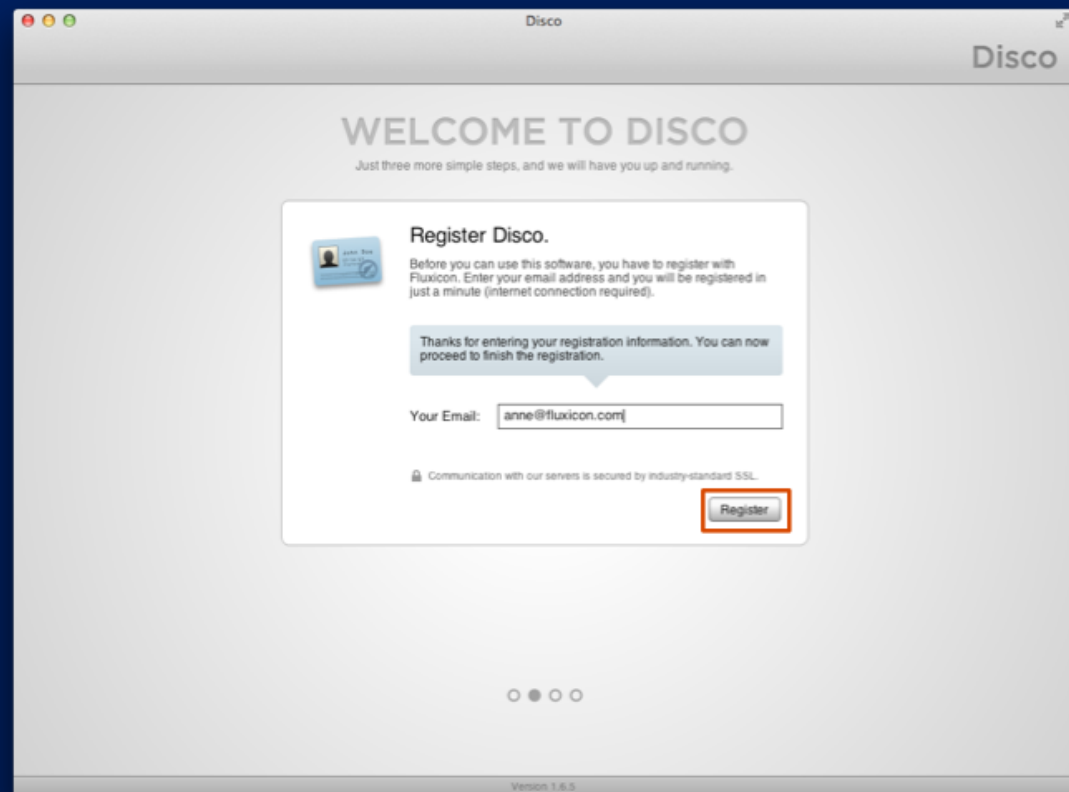 Disco
Disco
WELCOME TO DISCO
Just three more simple steps, and we will have you up and running.
Register Disco.
Before you can use this software, you have to register with
Fluxicon. Enter your email address and you will be registered in
just a minute (internet connection required).
Thanks for entering your registration information. You can now
proceed to finish the registration.
Your Email: anne@fluxicon.com
Communication with our servers is secured by industry-standard SSL.
Register
Version 1.6.5